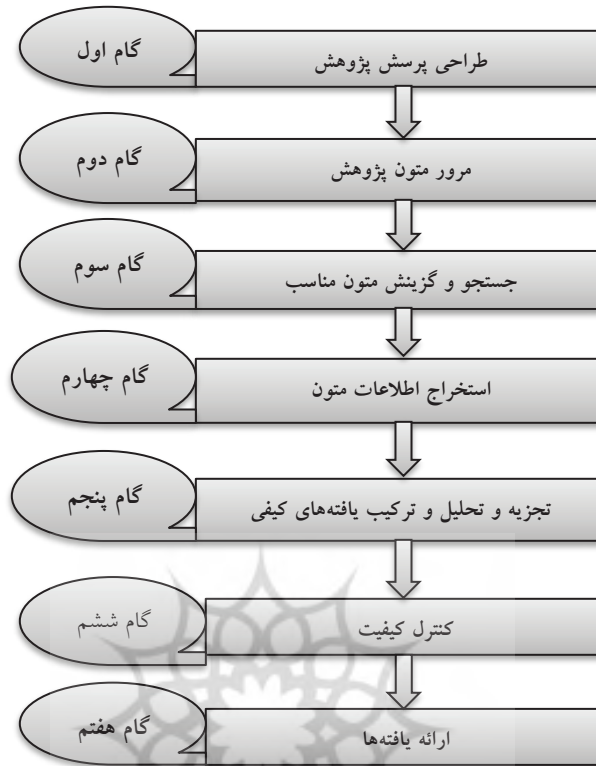 گام اول
طراحی پرسش پژوهش
گام دوم
مرور متون پژوهش
گام سوم
جستجو و گزینش متون مناسب
گام چهارم
استخراج اطلاعات متون
گام پنجم
تجزیه و تحلیل و ترکیب یافته‌های کیفی
گام ششم
کنترل کیفیت
گام هفتم
ارائه یافته‌ها